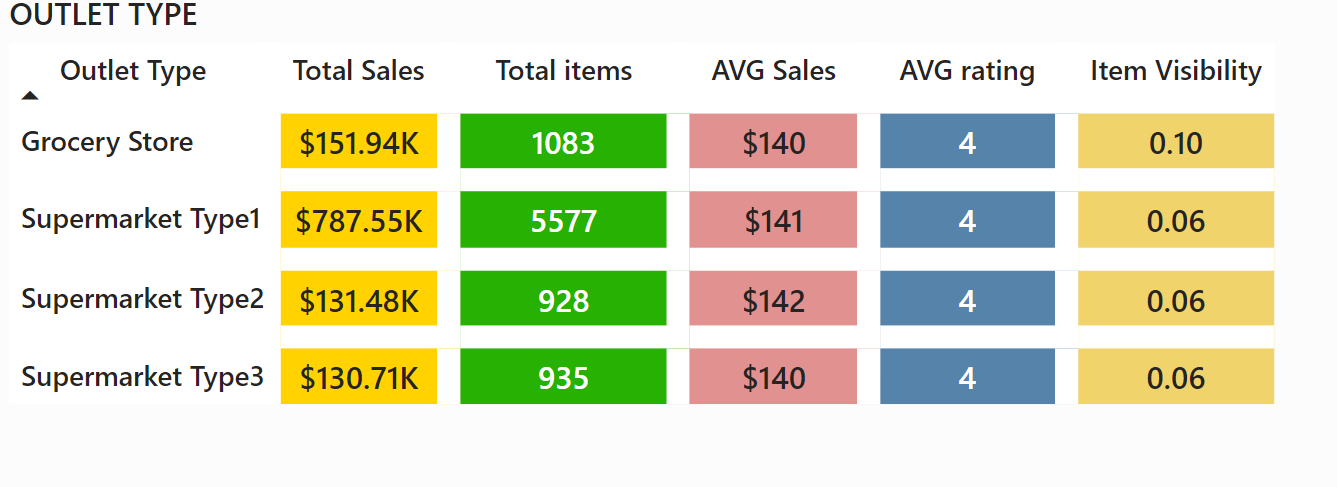 OUTLET TYPE
Outlet Type Total Sales Total items AVG Sales AVG rating Item Visibility
Grocery Store $151.94K 1083 $140 4 0.10
Supermarket Type1 $787.55K 5577 $141 4 0.06
Supermarket Type2 $131.48K 928 $142 4 0.06
Supermarket Type3 $130.71K 935 $140 4 0.06